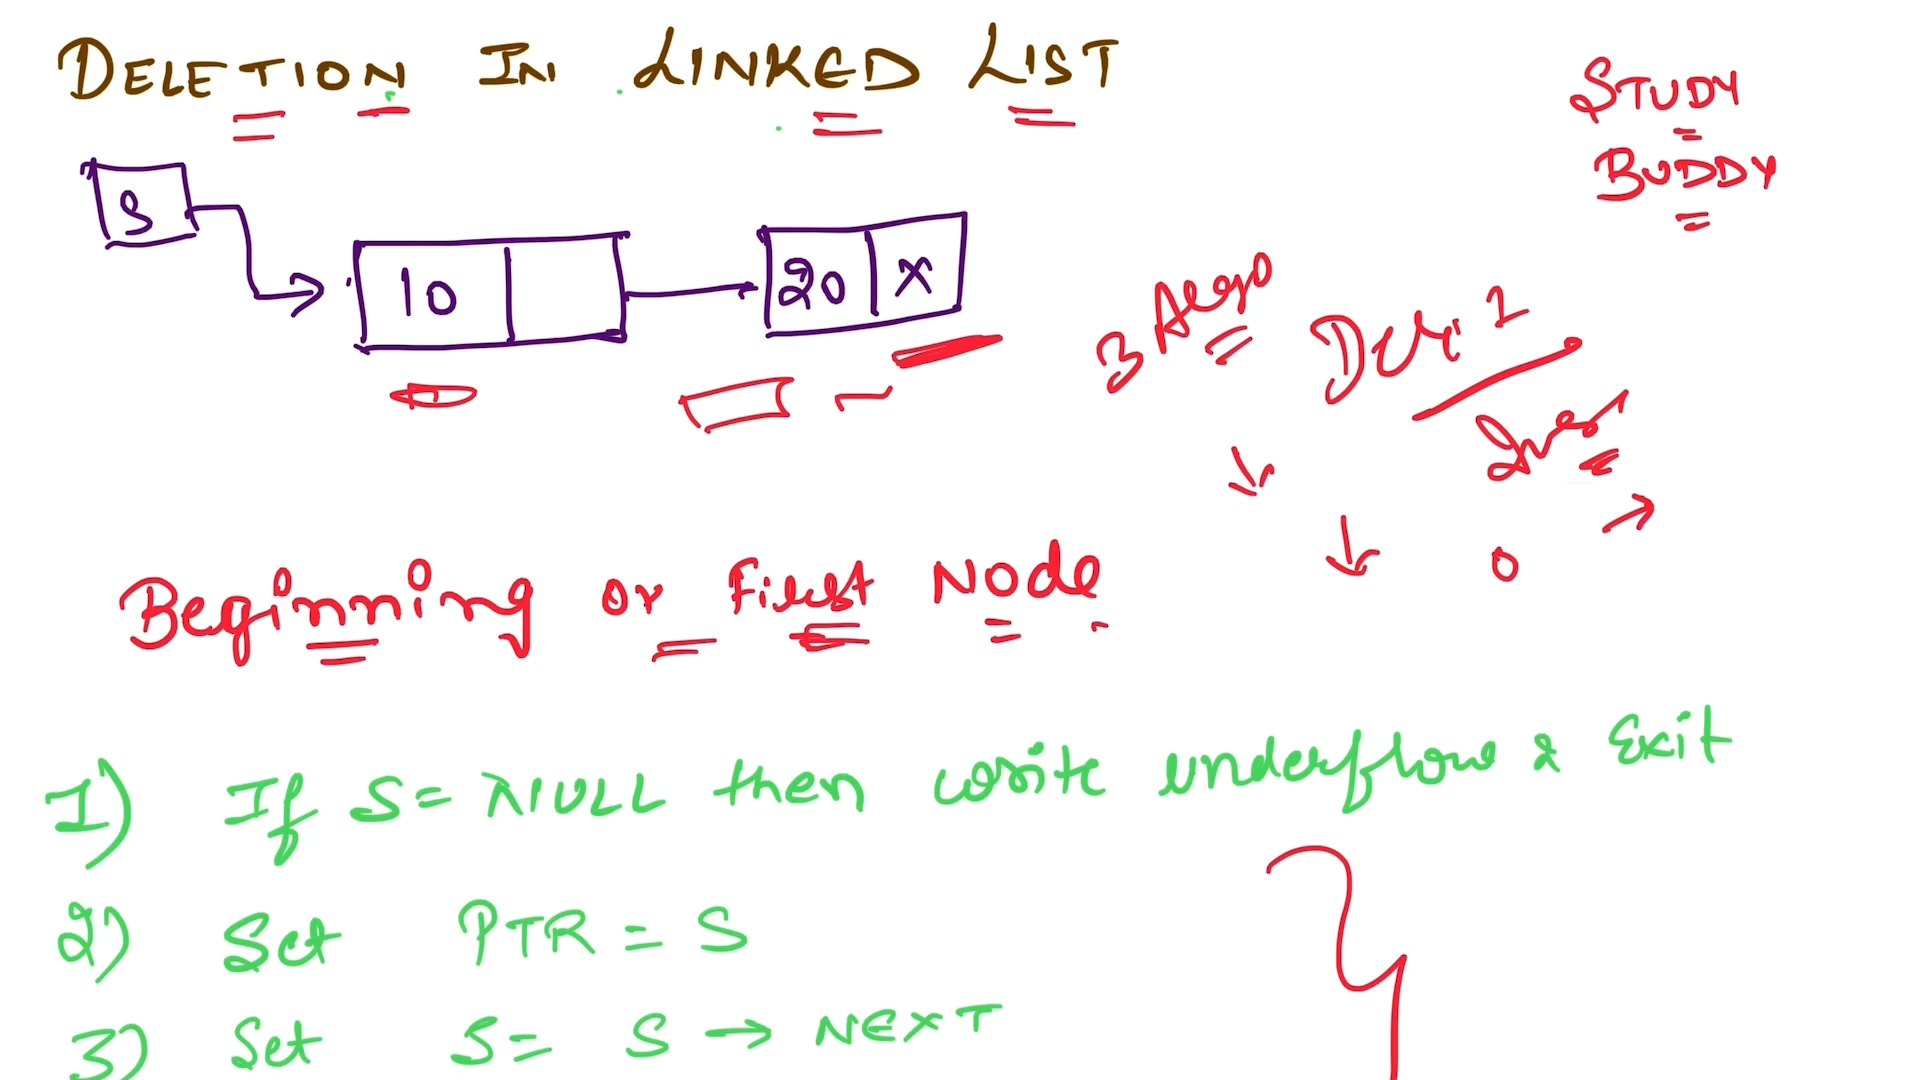 DELETION IN LINKED LIST
STUDY
BUDDY
S
10
20 X
3 Algo
Beginning or First Node
1) If S = NULL then write underflow & Exit
2) Set PTR = S
3) Set S = S → NEXT